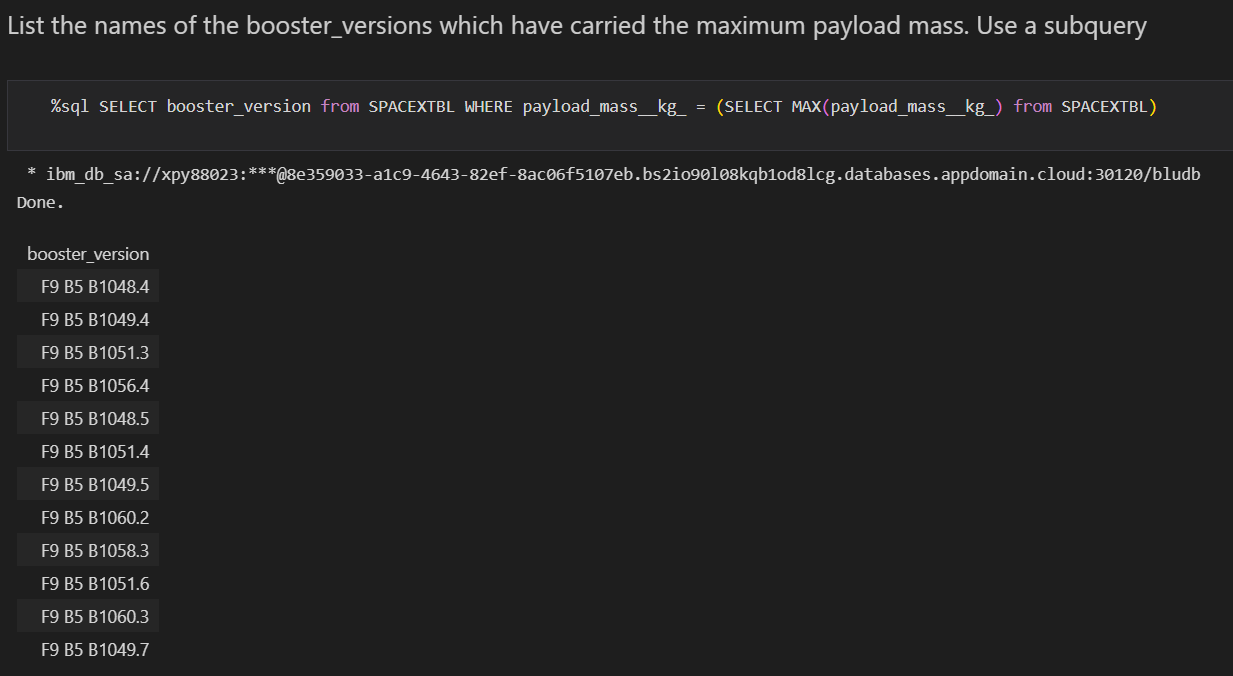 List the names of the booster_versions which have carried the maximum payload mass. Use a subquery
%sql SELECT booster_version from SPACEXTBL WHERE payload_mass__kg_ = (SELECT MAX(payload_mass__kg_) from SPACEXTBL)
* ibm_db_sa://xpy88023:***@8e359033-a1c9-4643-82ef-8ac06f5107eb.bs2io90l08kqb1od8lcg.databases.appdomain.cloud:30120/bludb
Done.
booster_version
F9 B5 B1048.4
F9 B5 B1049.4
F9 B5 B1051.3
F9 B5 B1056.4
F9 B5 B1048.5
F9 B5 B1051.4
F9 B5 B1049.5
F9 B5 B1060.2
F9 B5 B1058.3
F9 B5 B1051.6
F9 B5 B1060.3
F9 B5 B1049.7